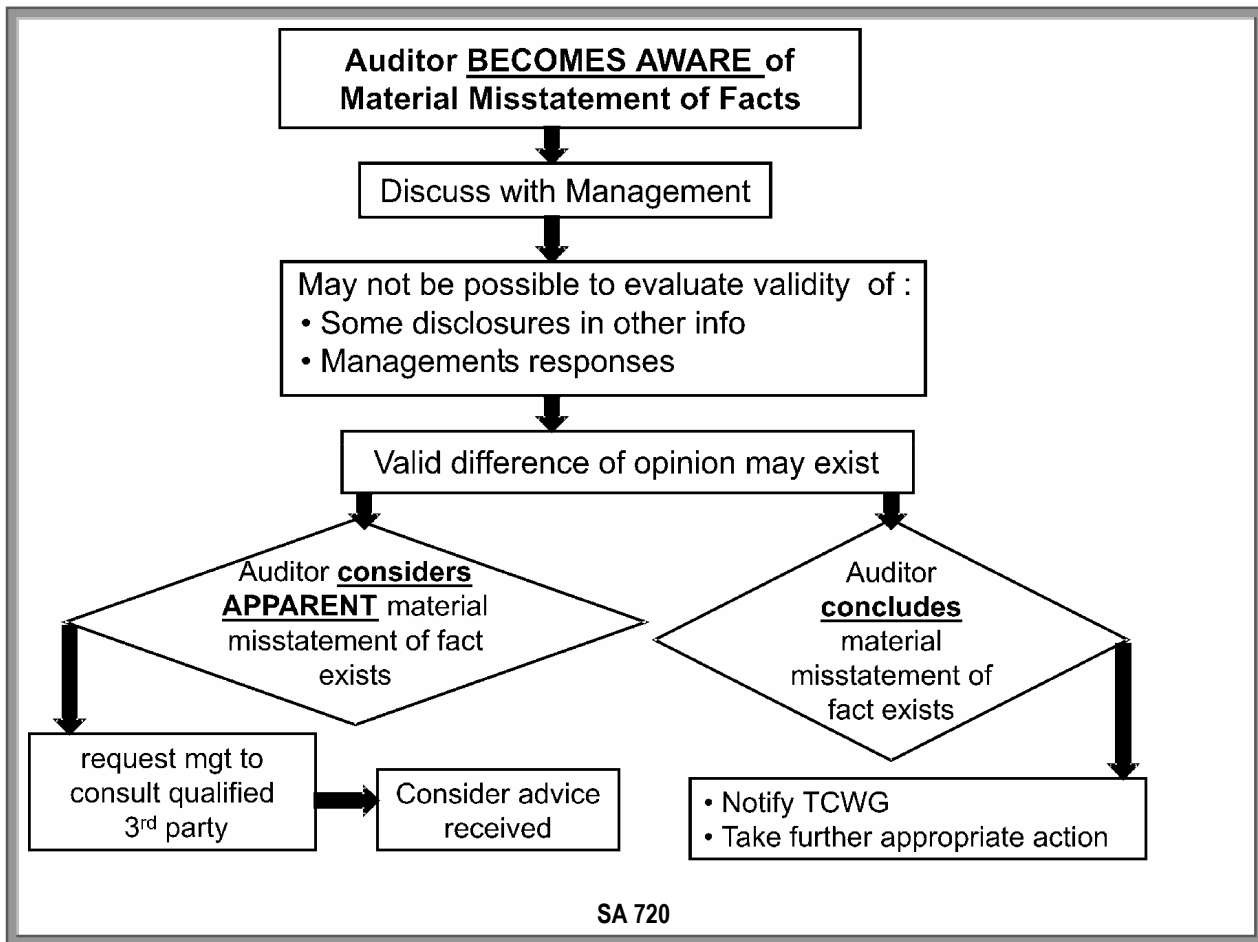 Auditor BECOMES AWARE of
Material Misstatement of Facts
Discuss with Management
May not be possible to evaluate validity of :
• Some disclosures in other info
• Managements responses
Valid difference of opinion may exist
Auditor considers
APPARENT material
misstatement of fact
exists
Auditor
concludes
material
misstatement of
fact exists
request mgt to
consult qualified
3rd party
Consider advice
received
• Notify TCWG
• Take further appropriate action
SA 720